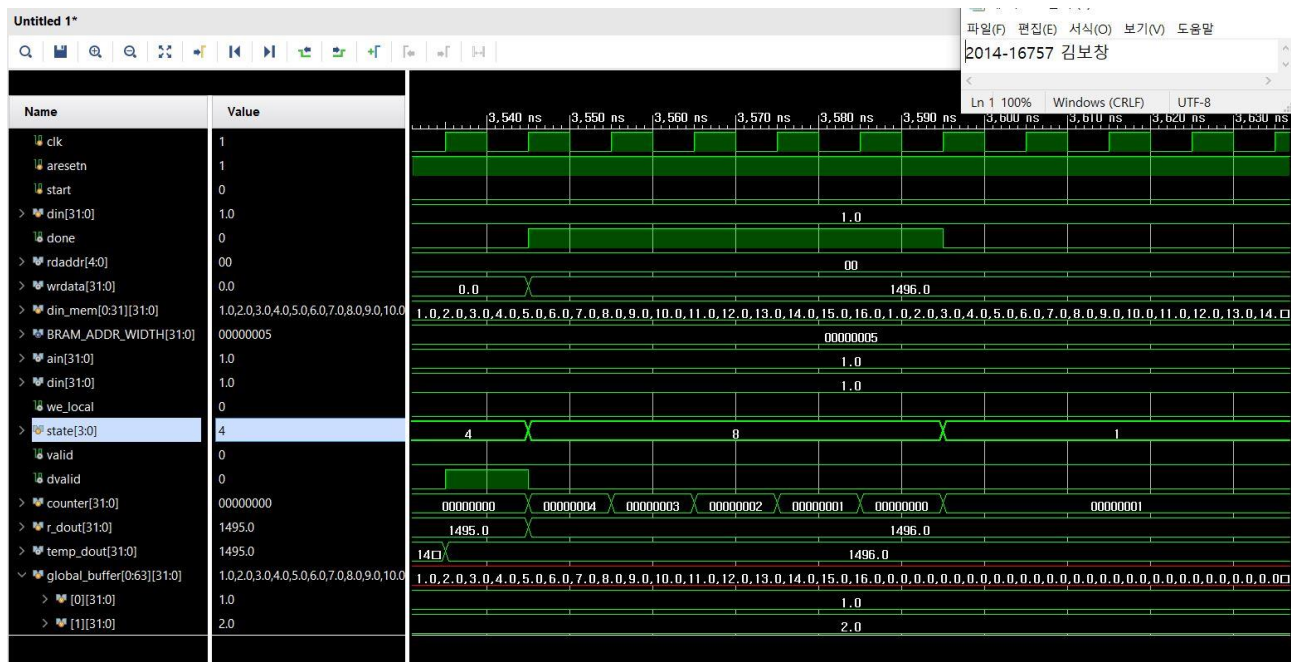 Untitled 1*
파일(F) 편집(E) 서식(O) 보기(V) 도움말
2014-16757 김보창
Ln 1 100% Windows (CRLF) UTF-8
Name Value
3,540 ns 3,550 ns 3,560 ns 3,570 ns 3,580 ns 3,590 ns 3,600 ns 3,610 ns 3,620 ns 3,630 ns
clk 1
aresetn 1
start 0
din[31:0] 1.0 1.0
done 0
rdaddr[4:0] 00 00
wrdata[31:0] 0.0 0.0 1496.0
din_mem[0:31][31:0] 1.0,2.0,3.0,4.0,5.0,6.0,7.0,8.0,9.0,10.0 1.0,2.0,3.0,4.0,5.0,6.0,7.0,8.0,9.0,10.0,11.0,12.0,13.0,14.0,15.0,16.0,1.0,2.0,3.0,4.0,5.0,6.0,7.0,8.0,9.0,10.0,11.0,12.0,13.0,14.
BRAM_ADDR_WIDTH[31:0] 00000005 00000005
ain[31:0] 1.0 1.0
din[31:0] 1.0 1.0
we_local 0
state[3:0] 4 4 8 1
valid 0
dvalid 0
counter[31:0] 00000000 00000000 00000004 00000003 00000002 00000001 00000000 00000001
r_dout[31:0] 1495.0 1495.0 1496.0
temp_dout[31:0] 1495.0 14 1496.0
global_buffer[0:63][31:0] 1.0,2.0,3.0,4.0,5.0,6.0,7.0,8.0,9.0,10.0 1.0,2.0,3.0,4.0,5.0,6.0,7.0,8.0,9.0,10.0,11.0,12.0,13.0,14.0,15.0,16.0,0.0,0.0,0.0,0.0,0.0,0.0,0.0,0.0,0.0,0.0,0.0,0.0,0.0,0.0,0.0,0.0
[0][31:0] 1.0 1.0
[1][31:0] 2.0 2.0